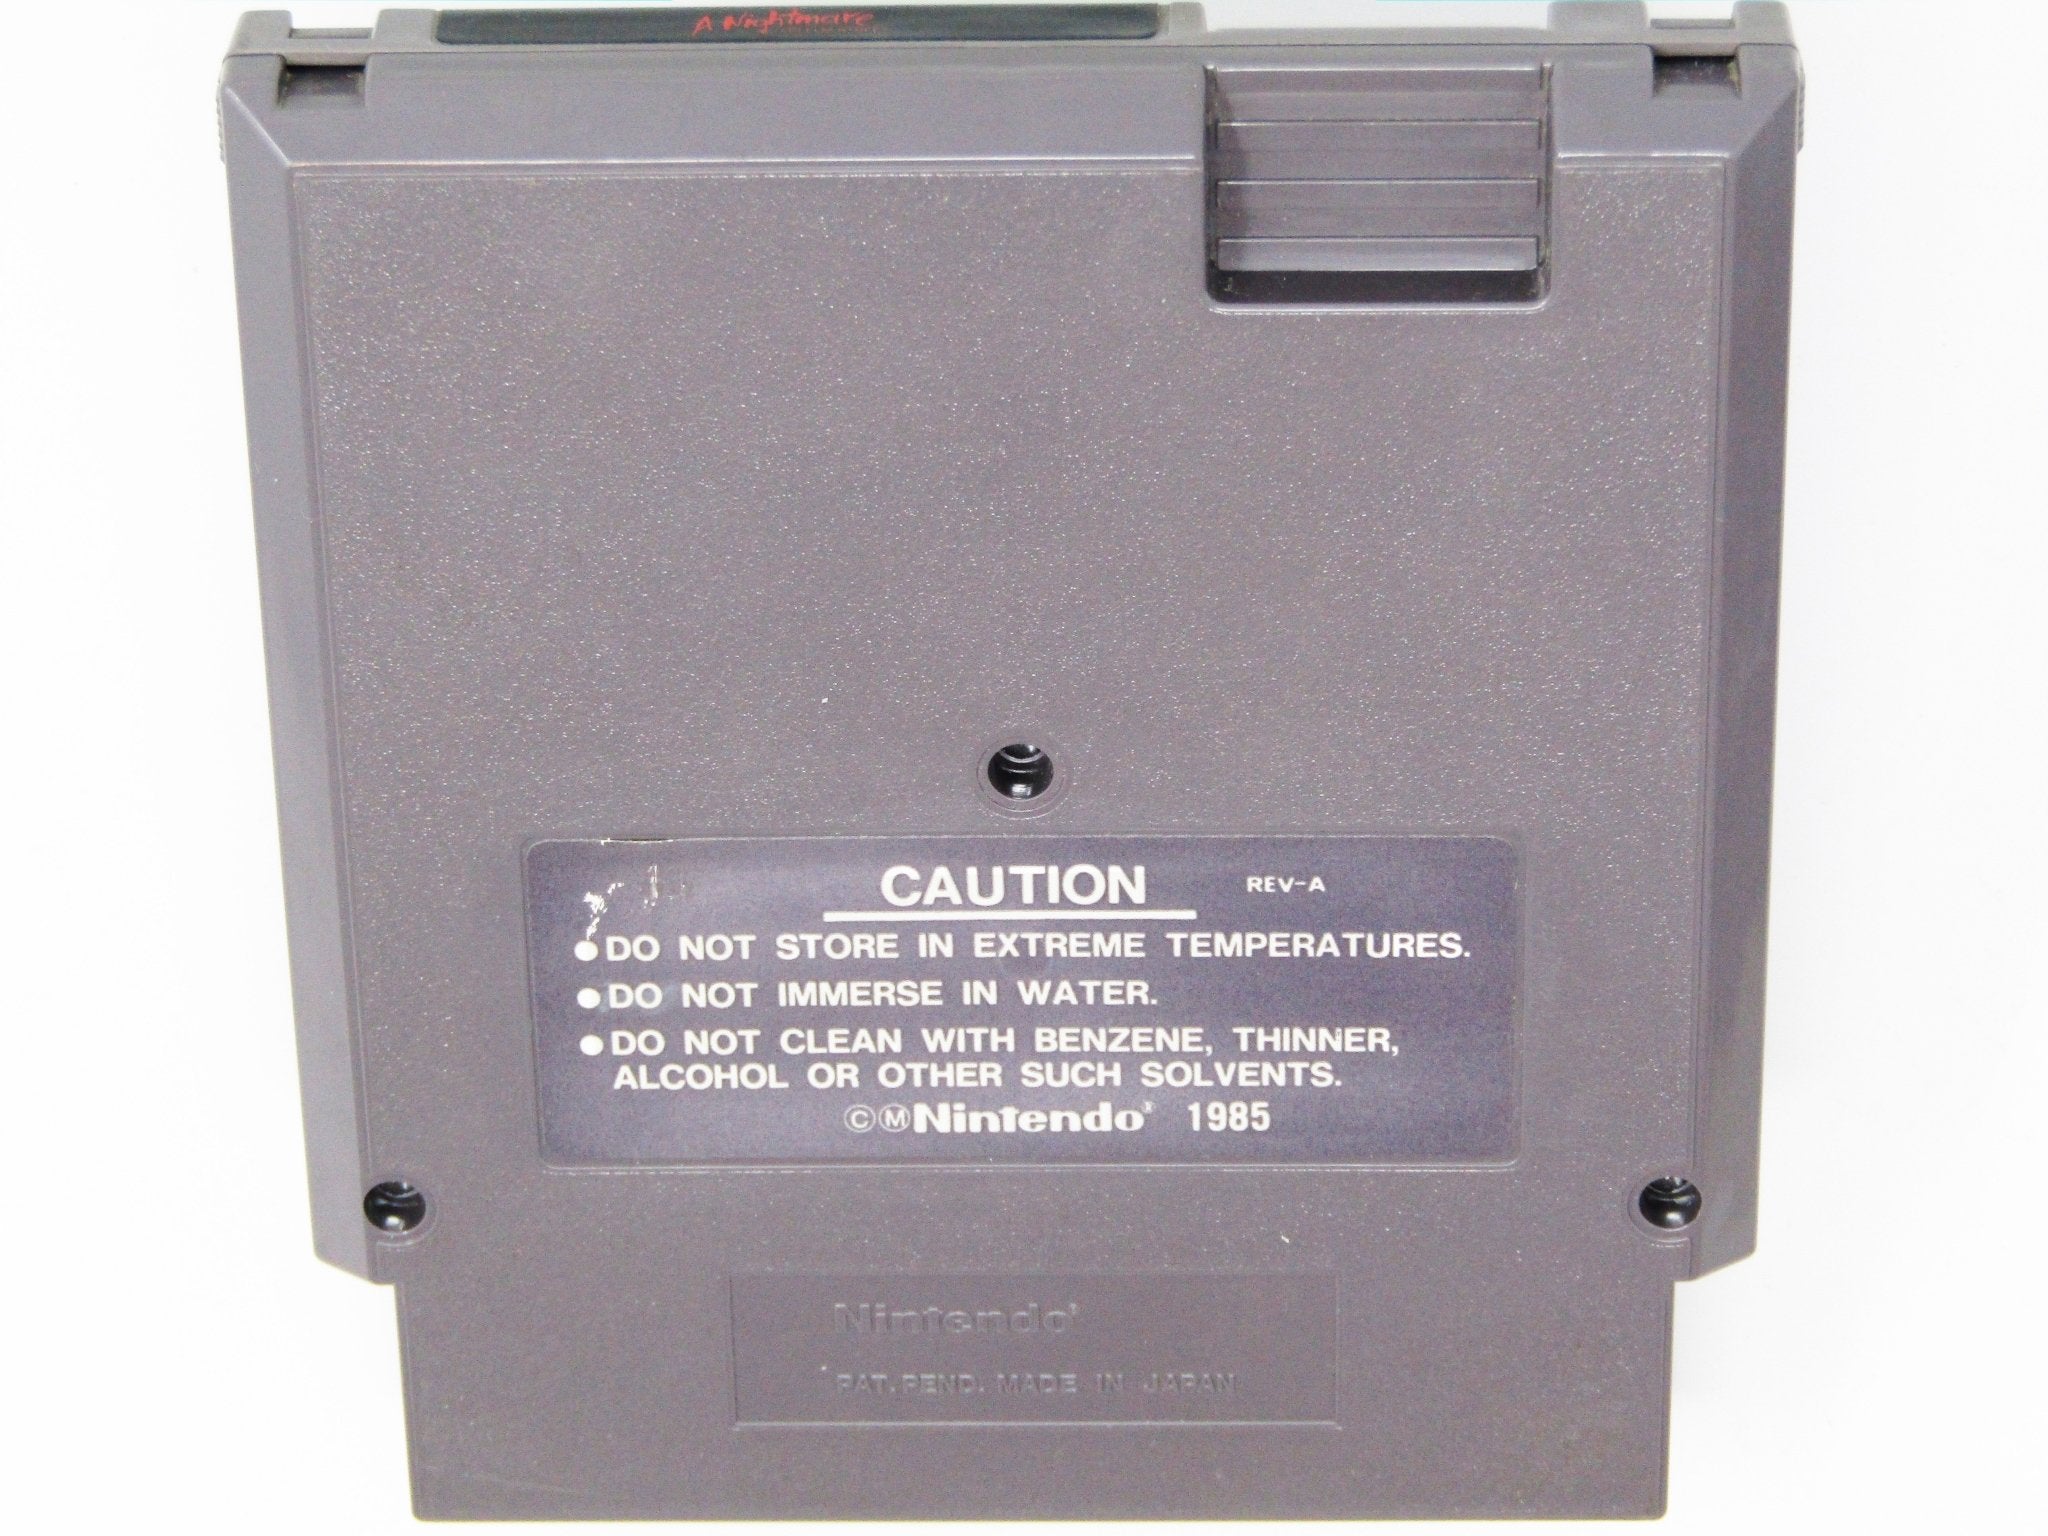 A Nightmare
CAUTION REV-A
●DO NOT STORE IN EXTREME TEMPERATURES.
●DO NOT IMMERSE IN WATER.
●DO NOT CLEAN WITH BENZENE, THINNER,
ALCOHOL OR OTHER SUCH SOLVENTS.
©ⓂNintendo® 1985
Nintendo®
PAT. PEND. MADE IN JAPAN